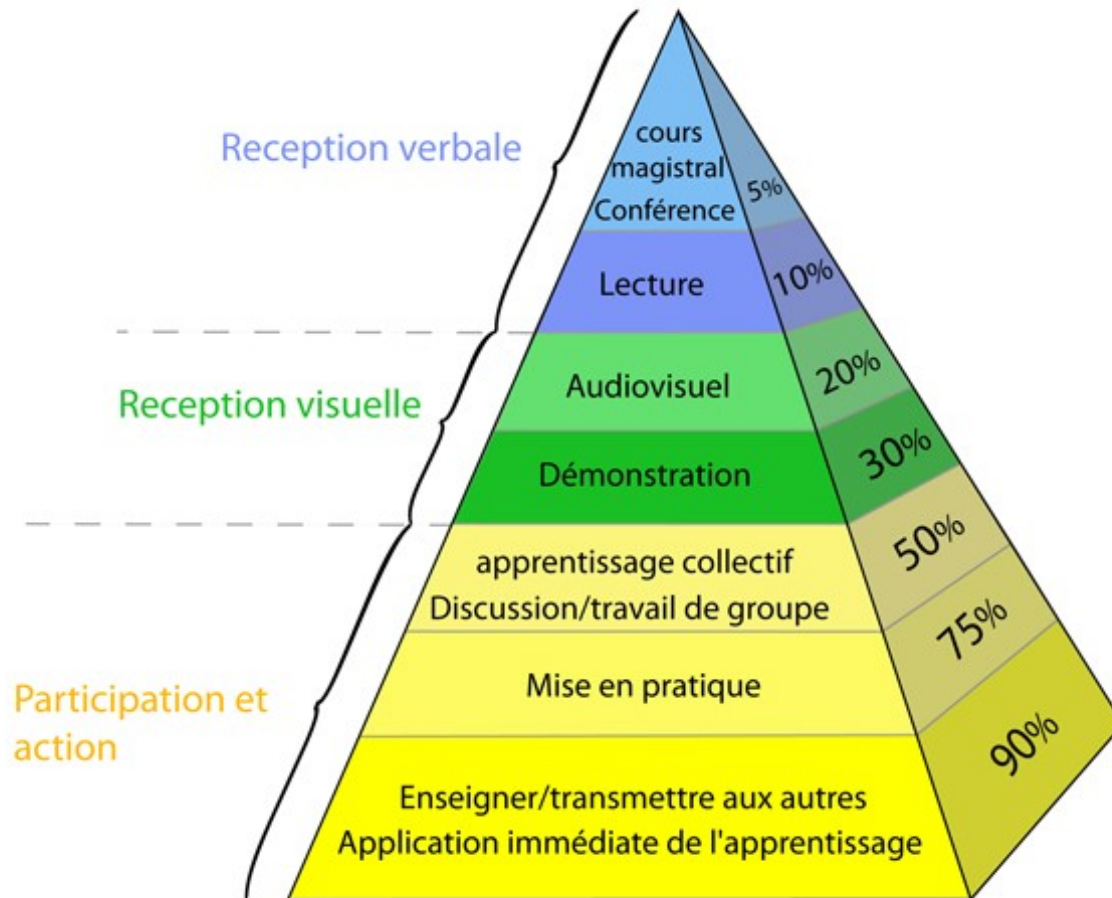 Reception verbale
cours
magistral
Conférence
5%
Lecture
10%
Reception visuelle
Audiovisuel
20%
Démonstration
30%
Participation et
action
apprentissage collectif
Discussion/travail de groupe
50%
Mise en pratique
75%
Enseigner/transmettre aux autres
Application immédiate de l'apprentissage
90%